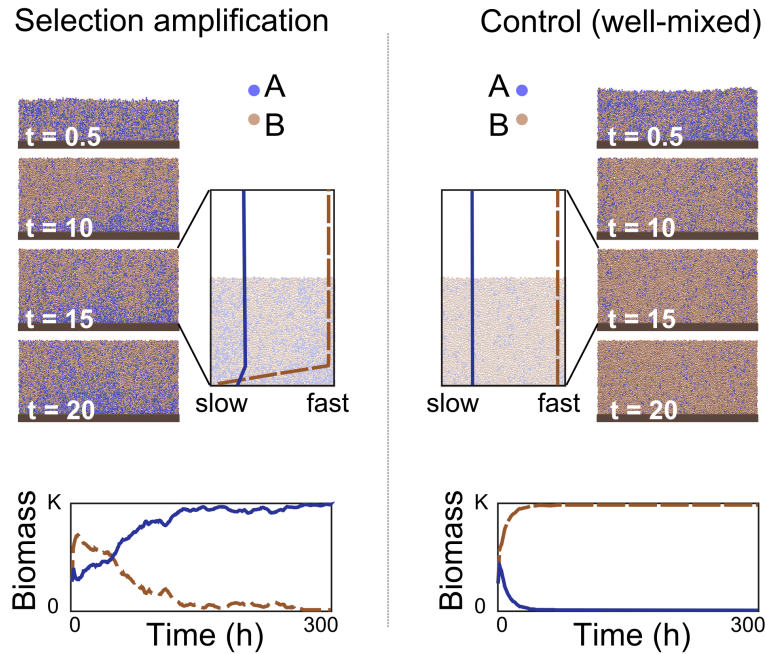 Selection amplification
A
B
t = 0.5
t = 10
t = 15
t = 20
slow fast
Biomass
K
0
0 300
Time (h)
Control (well-mixed)
A
B
t = 0.5
t = 10
t = 15
t = 20
slow fast
Biomass
K
0
0 300
Time (h)